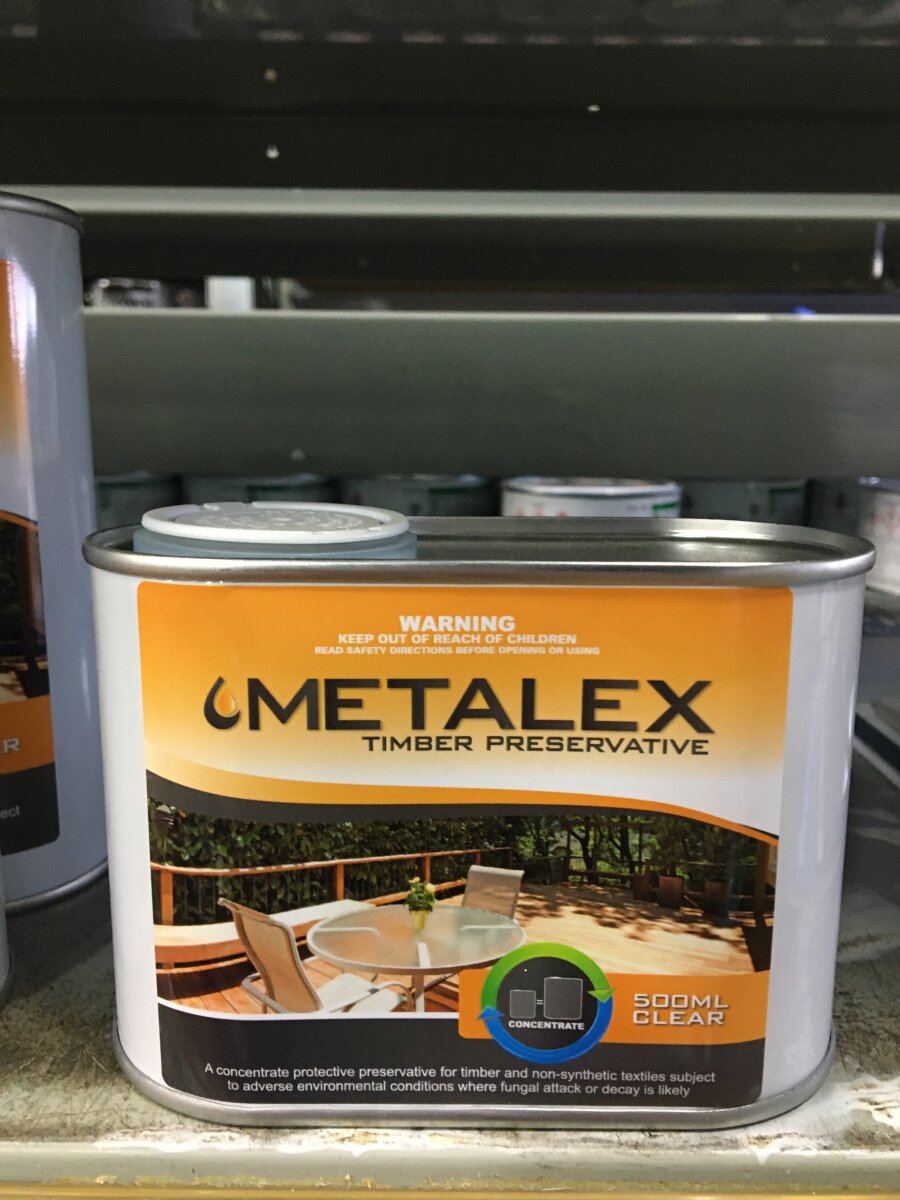 WARNING
KEEP OUT OF REACH OF CHILDREN
READ SAFETY DIRECTIONS BEFORE OPENING OR USING
METALEX
TIMBER PRESERVATIVE
CONCENTRATE
500ML
CLEAR
A concentrate protective preservative for timber and non-synthetic textiles subject
to adverse environmental conditions where fungal attack or decay is likely
R
ect